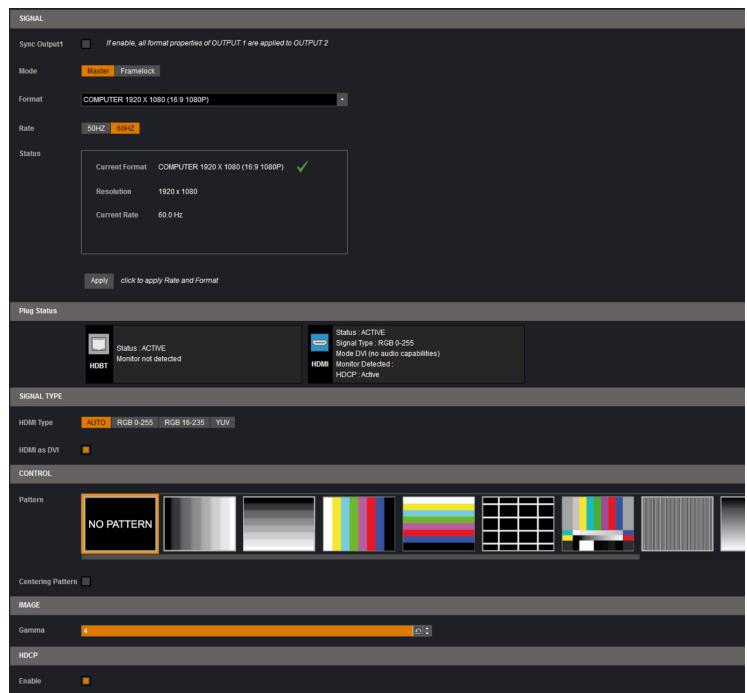 SIGNAL
Sync Output1 If enable, all format properties of OUTPUT 1 are applied to OUTPUT 2
Mode Master Framelock
Format COMPUTER 1920 X 1080 (16:9 1080P)
Rate 50HZ 60HZ
Status
Current Format COMPUTER 1920 X 1080 (16:9 1080P)
Resolution 1920 x 1080
Current Rate 60.0 Hz
Apply click to apply Rate and Format
Plug Status
HDBT
Status : ACTIVE
Monitor not detected
HDMI
Status : ACTIVE
Signal Type : RGB 0-255
Mode DVI (no audio capabilities)
Monitor Detected :
HDCP : Active
SIGNAL TYPE
HDMI Type AUTO RGB 0-255 RGB 16-235 YUV
HDMI as DVI
CONTROL
Pattern NO PATTERN
Centering Pattern
IMAGE
Gamma 4
HDCP
Enable